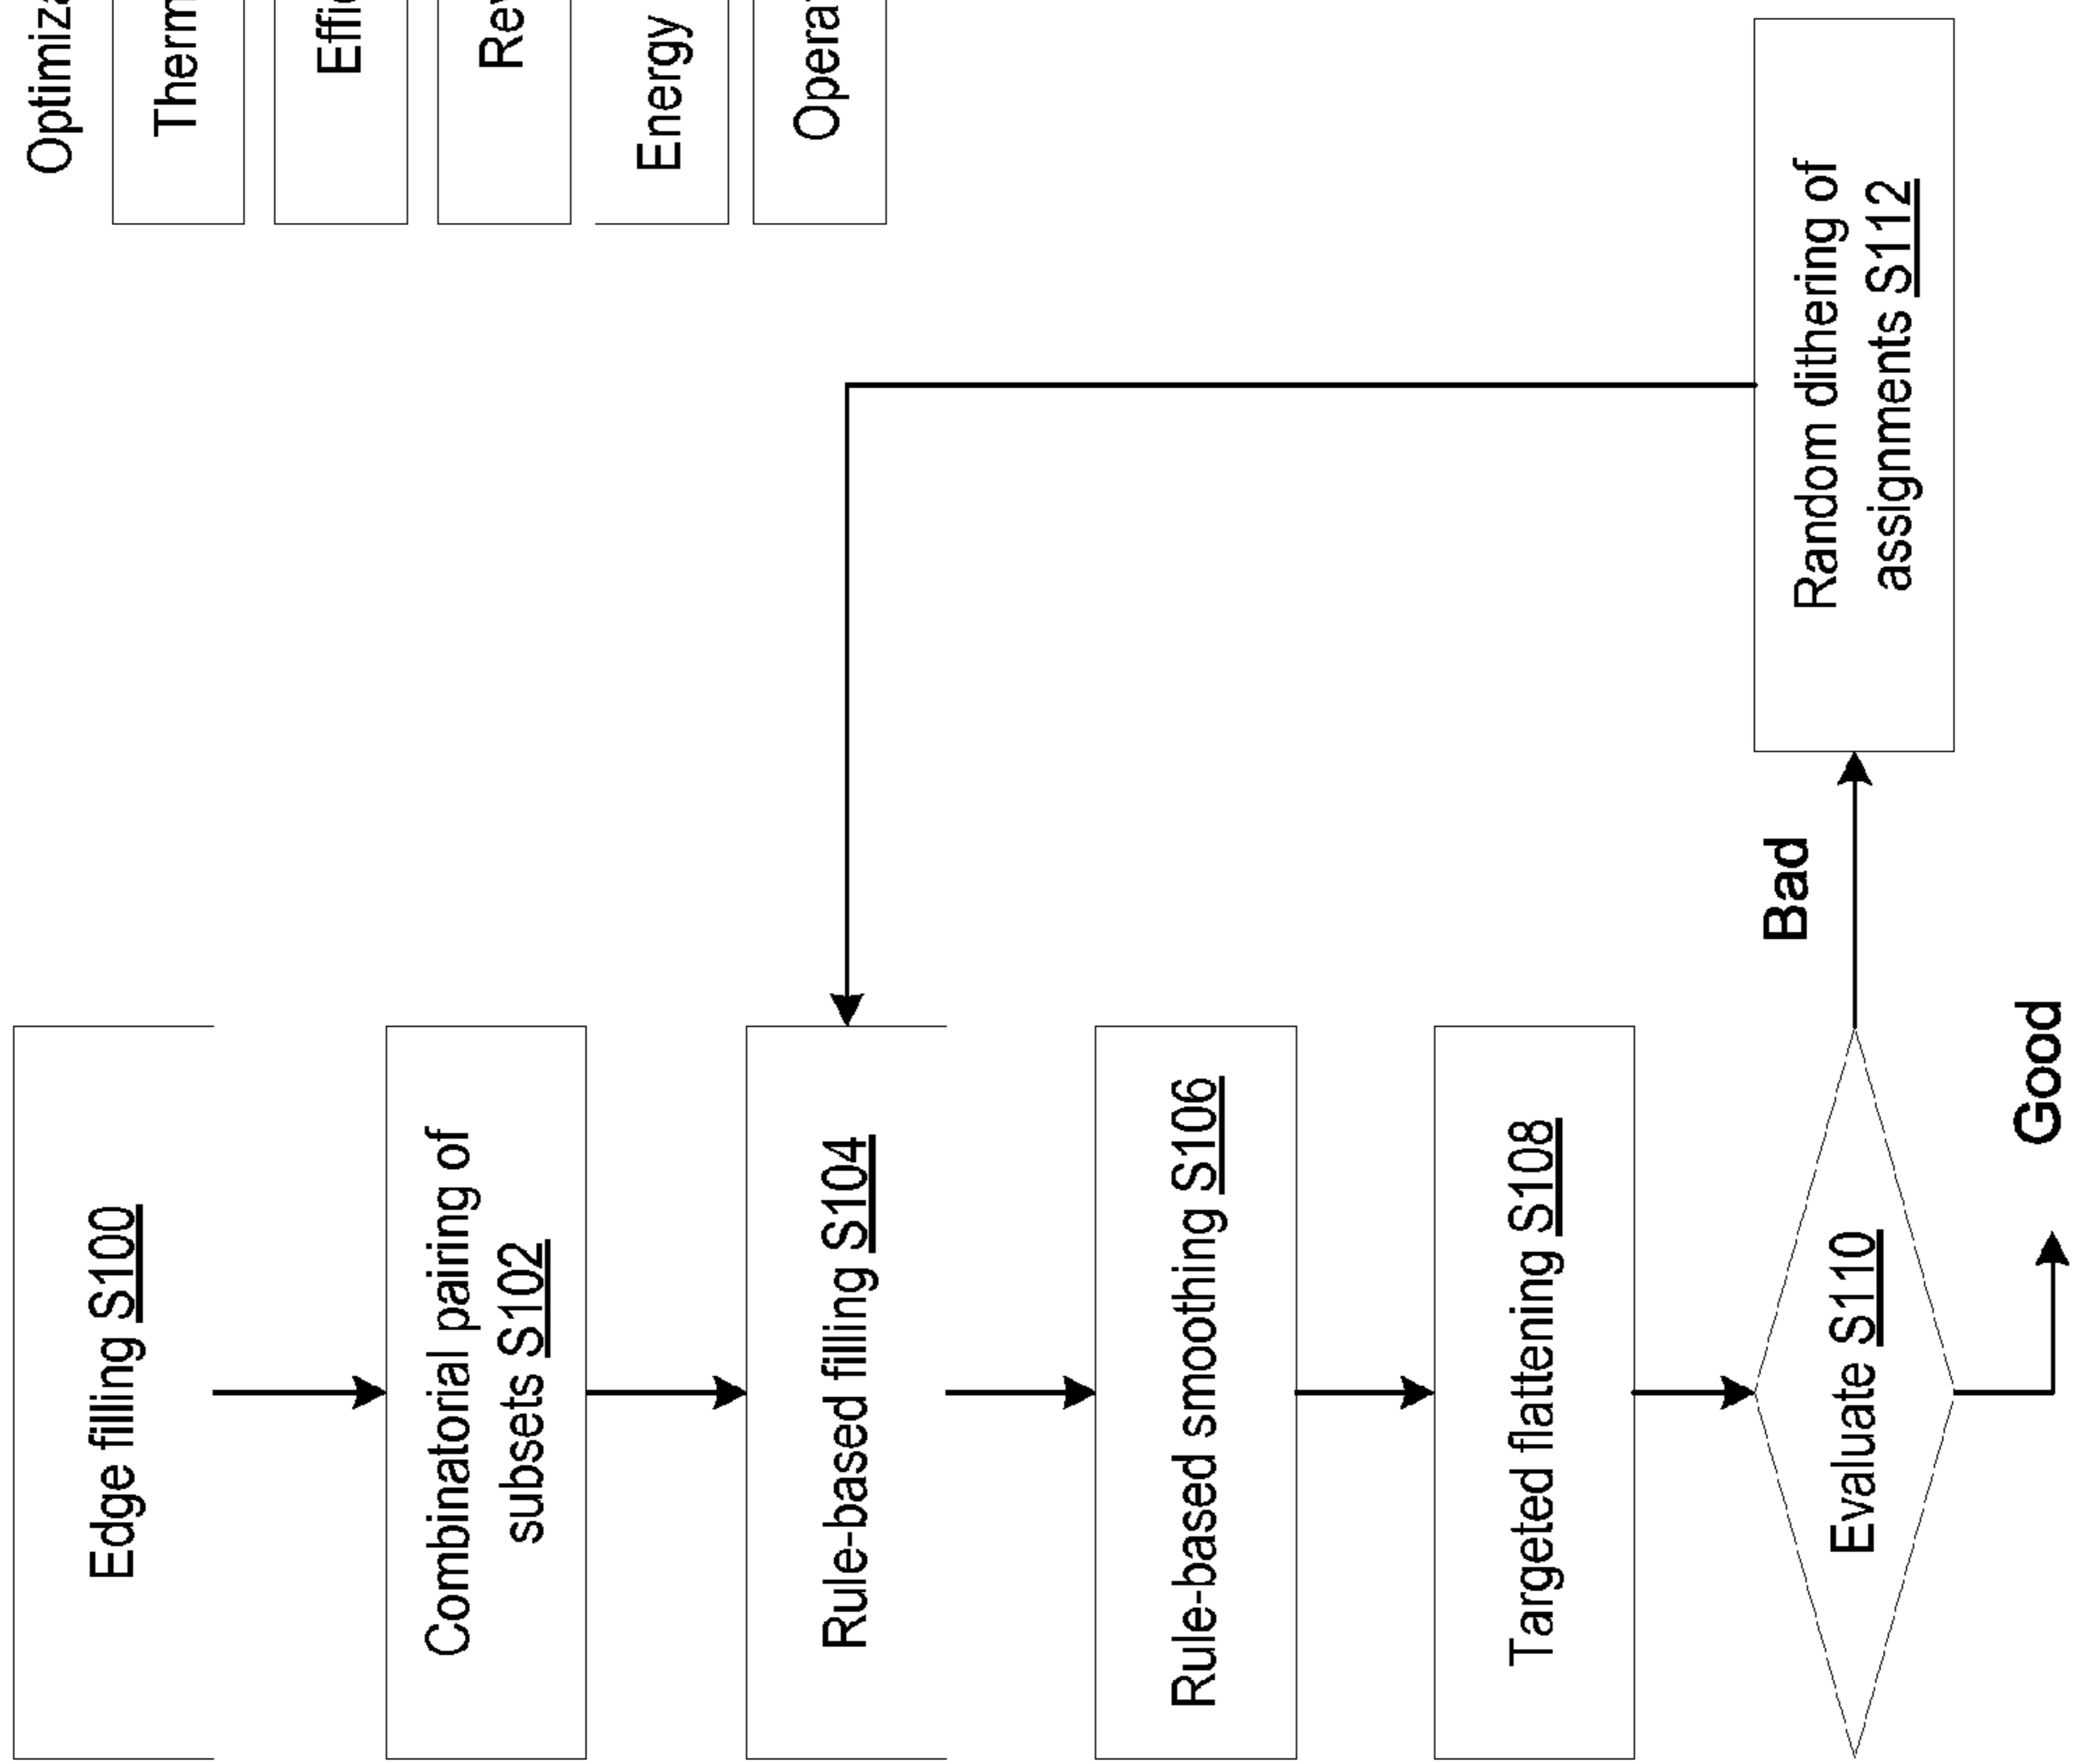 Edge filling S100
Combinatorial pairing of
subsets S102
Rule-based filling S104
Rule-based smoothing S106
Targeted flattening S108
Evaluate S110
Bad
Good
Random dithering of
assignments S112
Energy